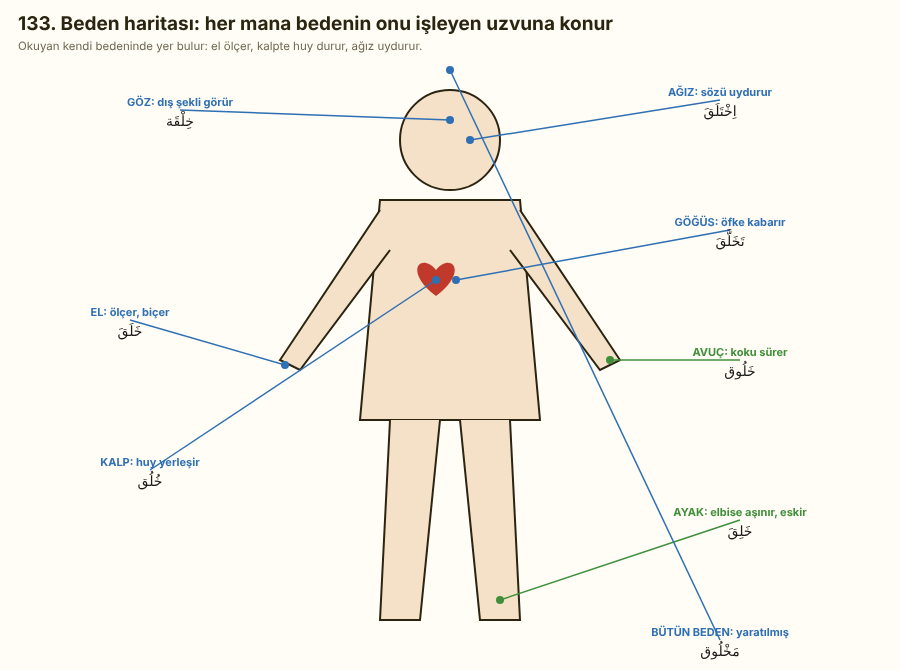 133. Beden haritası: her mana bedenin onu işleyen uzvuna konur
Okuyan kendi bedeninde yer bulur: el ölçer, kalpte huy durur, ağız uydurur.
GÖZ: dış şekli görür
خِلْقَة
AĞIZ: sözü uydurur
اِخْتَلَقَ
GÖĞÜS: öfke kabarır
تَخَلَّقَ
EL: ölçer, biçer
خَلَقَ
AVUÇ: koku sürer
خَلُوق
KALP: huy yerleşir
خُلُق
AYAK: elbise aşınır, eskir
خَلِقَ
BÜTÜN BEDEN: yaratılmış
مَخْلُوق